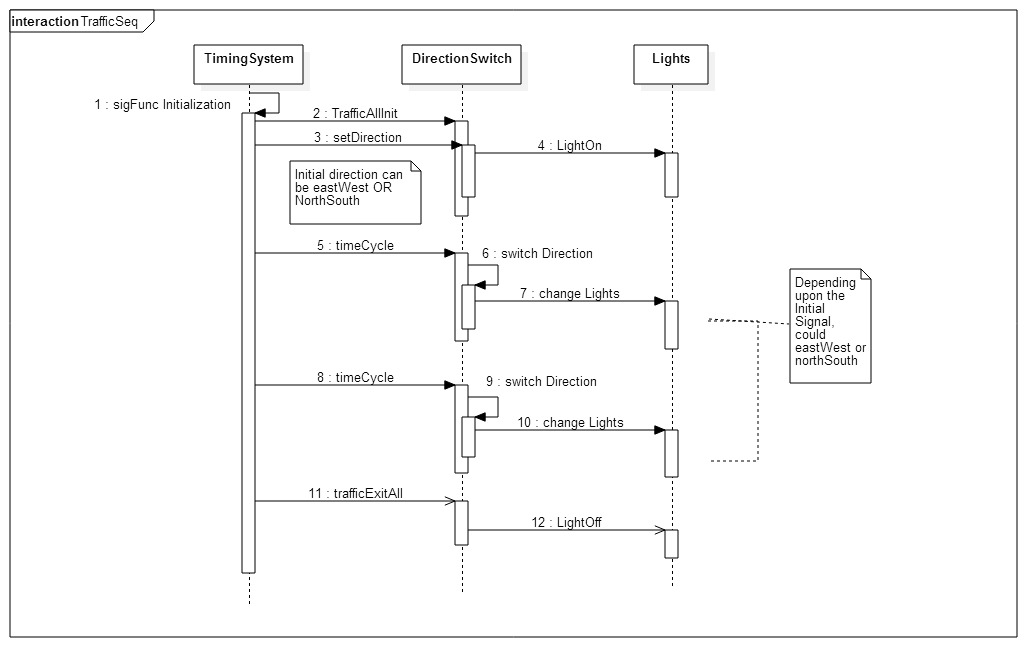 interaction TrafficSeq
TimingSystem
DirectionSwitch
Lights
1 : sigFunc Initialization
2 : TrafficAllInit
3 : setDirection
4 : LightOn
Initial direction can
be eastWest OR
NorthSouth
5 : timeCycle
6 : switch Direction
7 : change Lights
Depending
upon the
Initial
Signal,
could
eastWest or
northSouth
8 : timeCycle
9 : switch Direction
10 : change Lights
11 : trafficExitAll
12 : LightOff